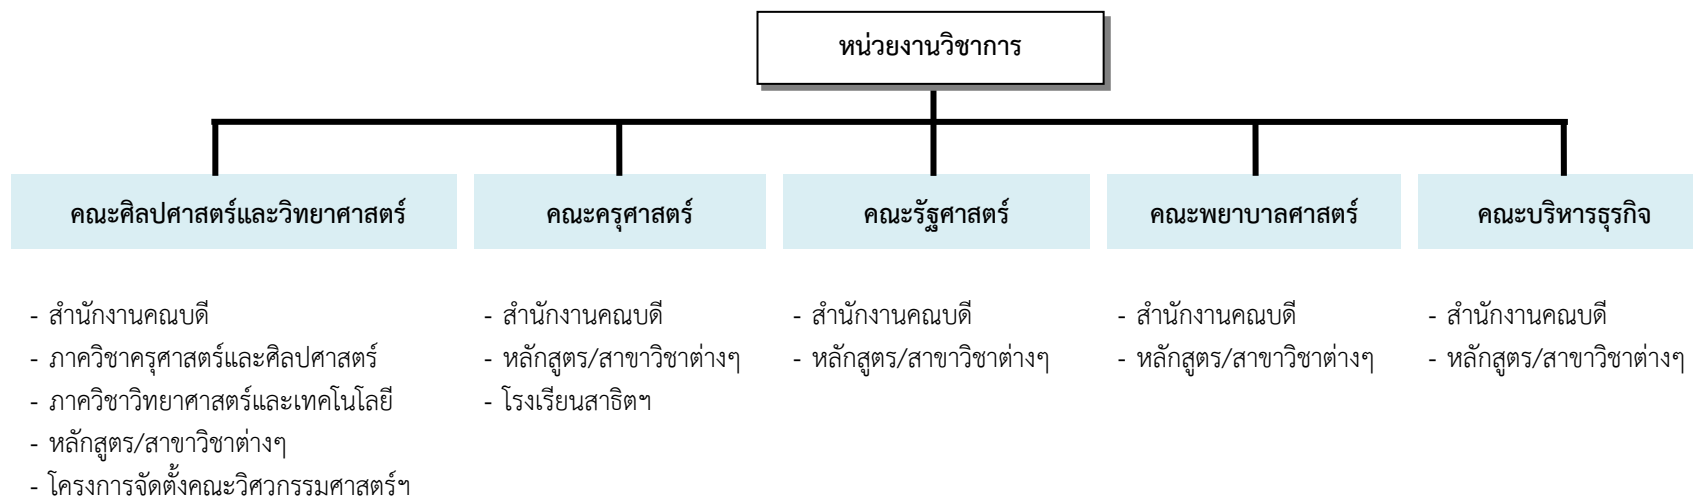 หน่วยงานวิชาการ
คณะศิลปศาสตร์และวิทยาศาสตร์
- สำนักงานคณบดี
- ภาควิชาครุศาสตร์และศิลปศาสตร์
- ภาควิชาวิทยาศาสตร์และเทคโนโลยี
- หลักสูตร/สาขาวิชาต่างๆ
- โครงการจัดตั้งคณะวิศวกรรมศาสตร์ฯ
คณะครุศาสตร์
- สำนักงานคณบดี
- หลักสูตร/สาขาวิชาต่างๆ
- โรงเรียนสาธิตฯ
คณะรัฐศาสตร์
- สำนักงานคณบดี
- หลักสูตร/สาขาวิชาต่างๆ
คณะพยาบาลศาสตร์
- สำนักงานคณบดี
- หลักสูตร/สาขาวิชาต่างๆ
คณะบริหารธุรกิจ
- สำนักงานคณบดี
- หลักสูตร/สาขาวิชาต่างๆ